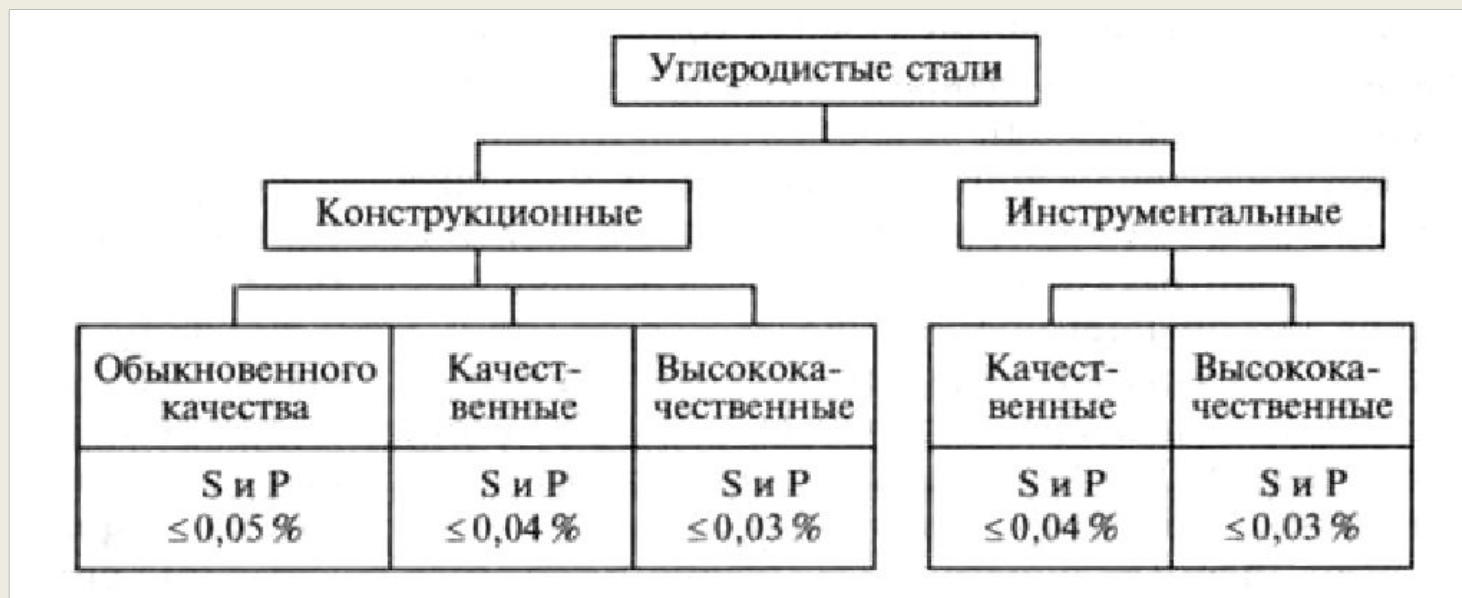 Углеродистые стали
Конструкционные
Инструментальные
Обыкновенного
качества
Качест-
венные
Высокока-
чественные
Качест-
венные
Высокока-
чественные
S и P
≤0,05 %
S и P
≤0,04 %
S и P
≤0,03 %
S и P
≤0,04 %
S и P
≤0,03 %